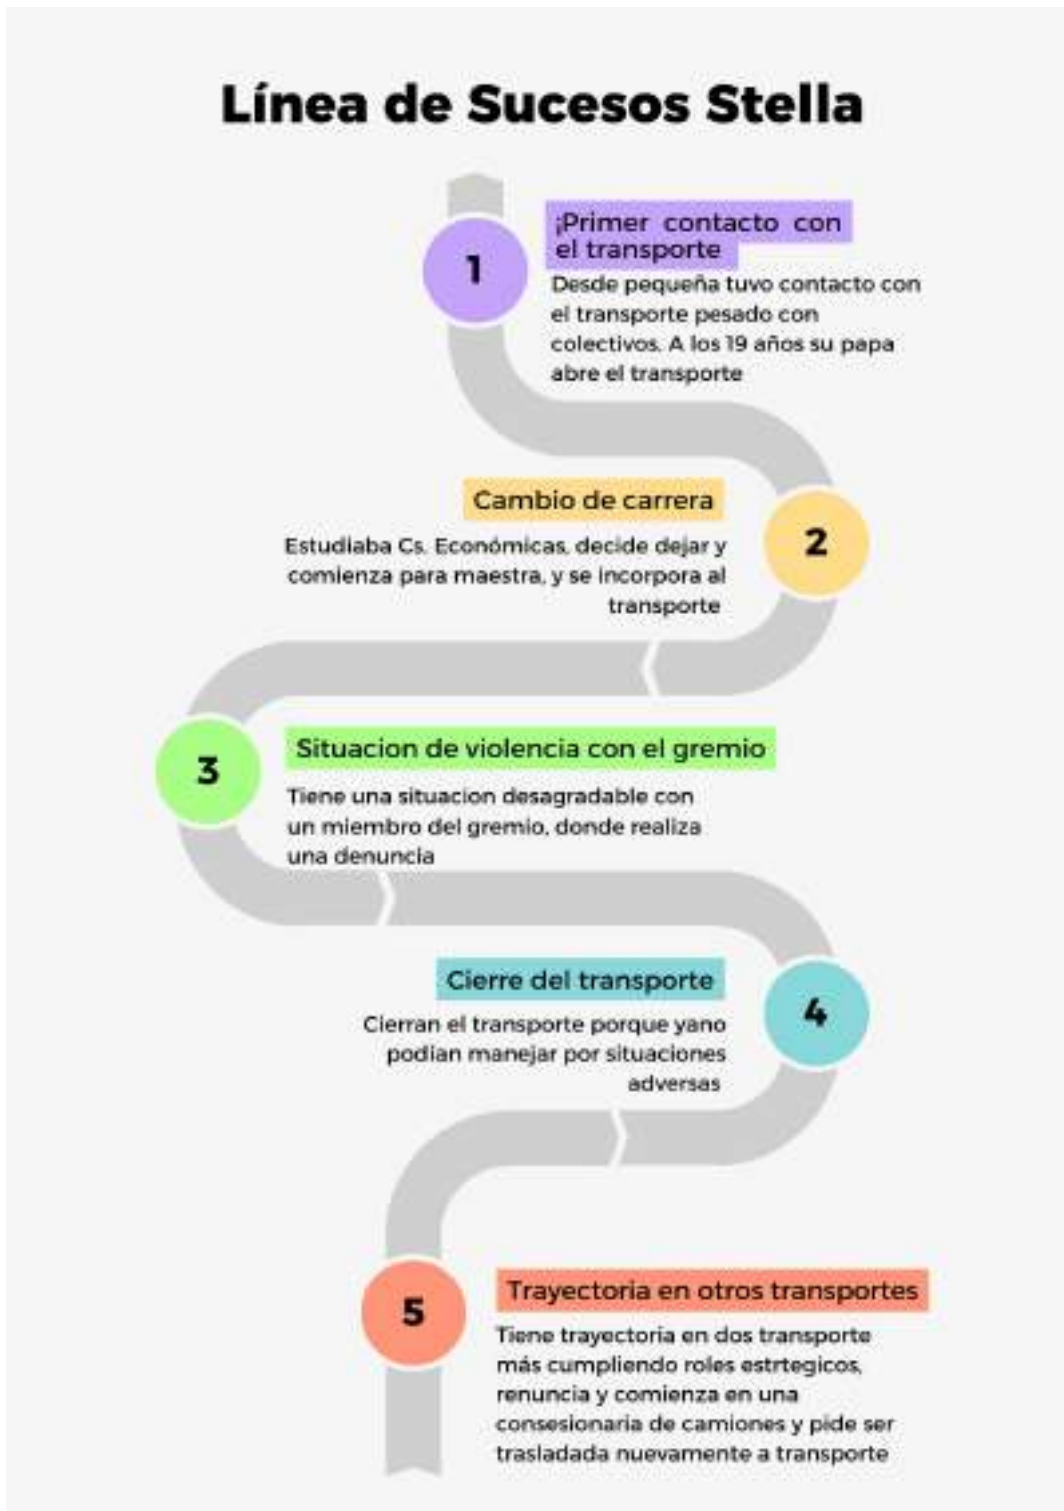 Línea de Sucesos Stella
1
¡Primer contacto con
el transporte
Desde pequeña tuvo contacto con
el transporte pesado con
colectivos. A los 19 años su papa
abre el transporte
Cambio de carrera
2
Estudiaba Cs. Económicas, decide dejar y
comienza para maestra, y se incorpora al
transporte
3
Situacion de violencia con el gremio
Tiene una situacion desagradable con
un miembro del gremio, donde realiza
una denuncia
Cierre del transporte
4
Cierran el transporte porque yano
podian manejar por situaciones
adversas
5
Trayectoria en otros transportes
Tiene trayectoria en dos transporte
más cumpliendo roles estrtegicos,
renuncia y comienza en una
consesionaria de camiones y pide ser
trasladada nuevamente a transporte